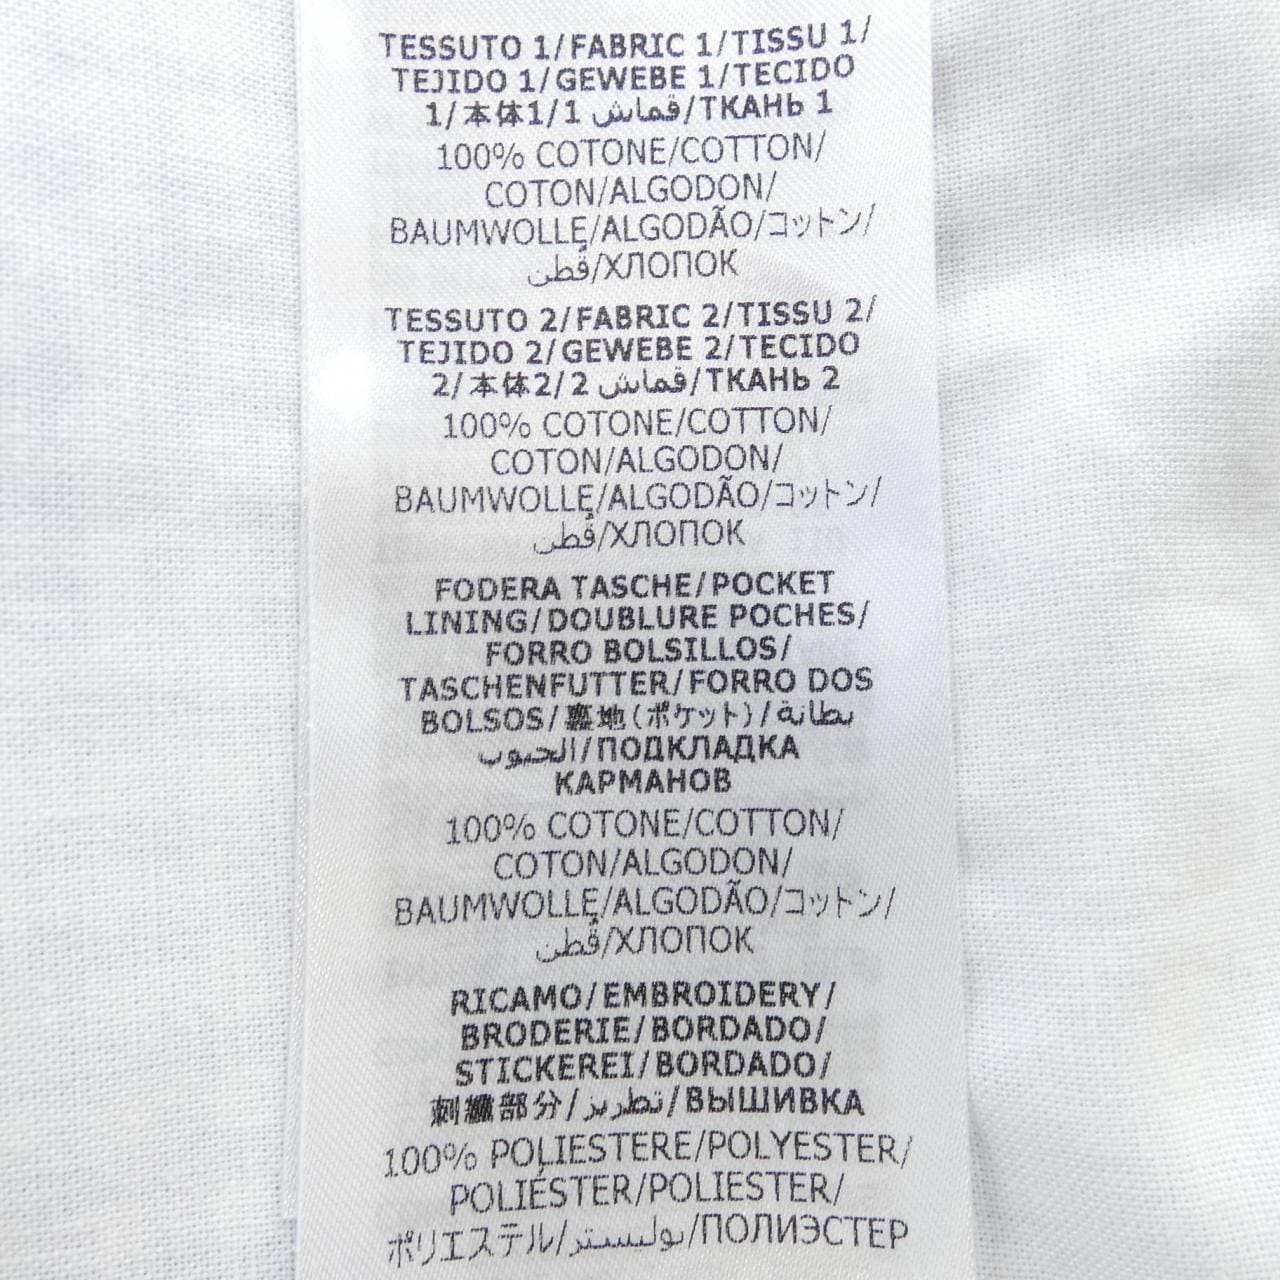 TESSUTO 1/FABRIC 1/TISSU 1/
TEJIDO 1/GEWEBE 1/TECIDO
1/本体1/1 قماش/ТКАНЬ 1
100% COTONE/COTTON/
COTON/ALGODON/
BAUMWOLLE/ALGODÃO/コットン/
قُطن/ХЛОПОК
TESSUTO 2/FABRIC 2/TISSU 2/
TEJIDO 2/GEWEBE 2/TECIDO
2/本体2/2 قماش/ТКАНЬ 2
100% COTONE/COTTON/
COTON/ALGODON/
BAUMWOLLE/ALGODÃO/コットン/
قُطن/ХЛОПОК
FODERA TASCHE/POCKET
LINING/DOUBLURE POCHES/
FORRO BOLSILLOS/
TASCHENFUTTER/FORRO DOS
BOLSOS/裏地(ポケット)/بطانة
الجيوب/ПОДКЛАДКА
КАРМАНОВ
100% COTONE/COTTON/
COTON/ALGODON/
BAUMWOLLE/ALGODÃO/コットン/
قُطن/ХЛОПОК
RICAMO/EMBROIDERY/
BRODERIE/BORDADO/
STICKEREI/BORDADO/
刺繍部分/تطريز/ВЫШИВКА
100% POLIESTERE/POLYESTER/
POLIÉSTER/POLIESTER/
ポリエステル/بوليستر/ПОЛИЭСТЕР